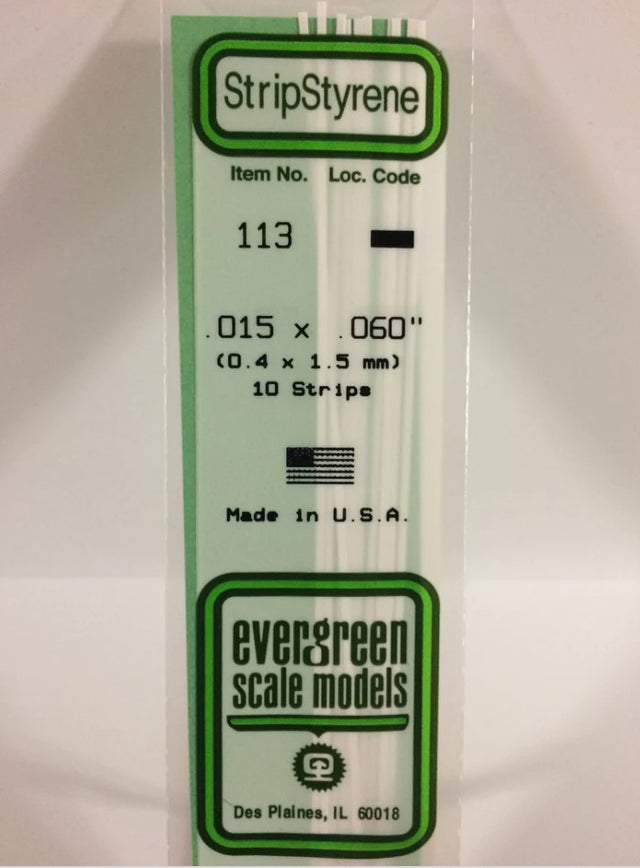 StripStyrene
Item No. Loc. Code
113
.015 x .060"
(0.4 x 1.5 mm)
10 Strips
Made in U.S.A.
evergreen
scale models
Des Plaines, IL 60018